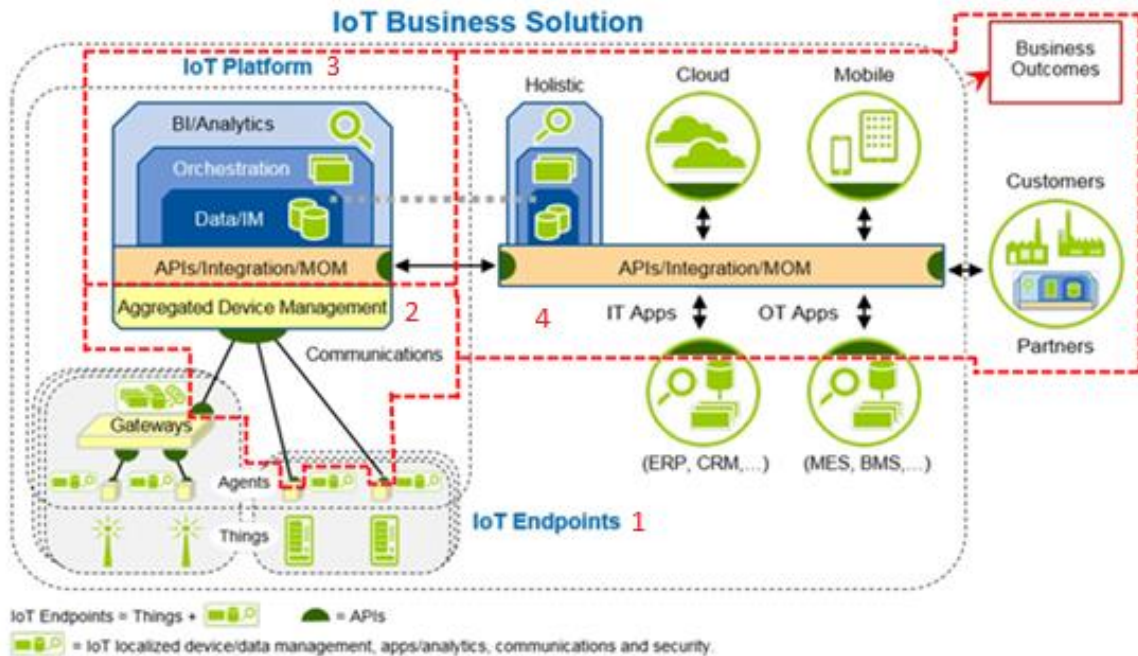 IoT Business Solution
IoT Platform 3
Business
Outcomes
Holistic
Cloud
Mobile
BI/Analytics
Orchestration
Data/IM
APIs/Integration/MOM
Aggregated Device Management 2
APIs/Integration/MOM
Customers
Partners
4
IT Apps
OT Apps
Communications
Gateways
Agents
Things
(ERP, CRM,...)
(MES, BMS,...)
IoT Endpoints 1
IoT Endpoints = Things +
= APIs
= IoT localized device/data management, apps/analytics, communications and security.